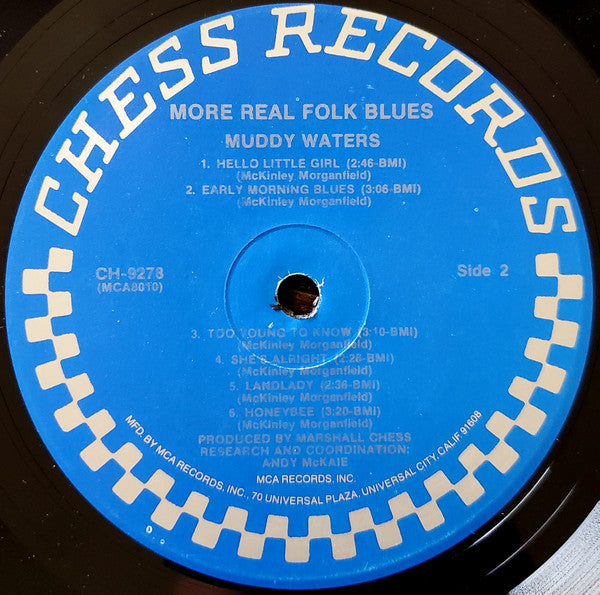 CHESS RECORDS
MORE REAL FOLK BLUES
MUDDY WATERS
1. HELLO LITTLE GIRL (2:46-BMI)
(McKinley Morganfield)
2. EARLY MORNING BLUES (3:06-BMI)
(McKinley Morganfield)
CH-9278
(MCA8010)
Side 2
3. TOO YOUNG TO KNOW (3:10-BMI)
(McKinley Morganfield)
4. SHE'S ALRIGHT (2:28-BMI)
(McKinley Morganfield)
5. LANDLADY (2:36-BMI)
(McKinley Morganfield)
6. HONEYBEE (3:20-BMI)
(McKinley Morganfield)
PRODUCED BY MARSHALL CHESS
RESEARCH AND COORDINATION:
ANDY McKAIE
MCA RECORDS, INC.
MFD. BY MCA RECORDS, INC., 70 UNIVERSAL PLAZA, UNIVERSAL CITY, CALIF 91608